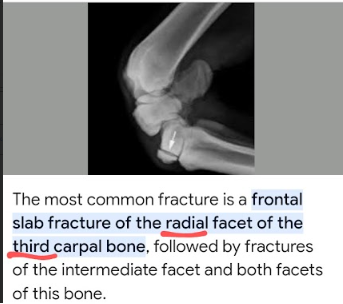 The most common fracture is a frontal
slab fracture of the radial facet of the
third carpal bone, followed by fractures
of the intermediate facet and both facets
of this bone.